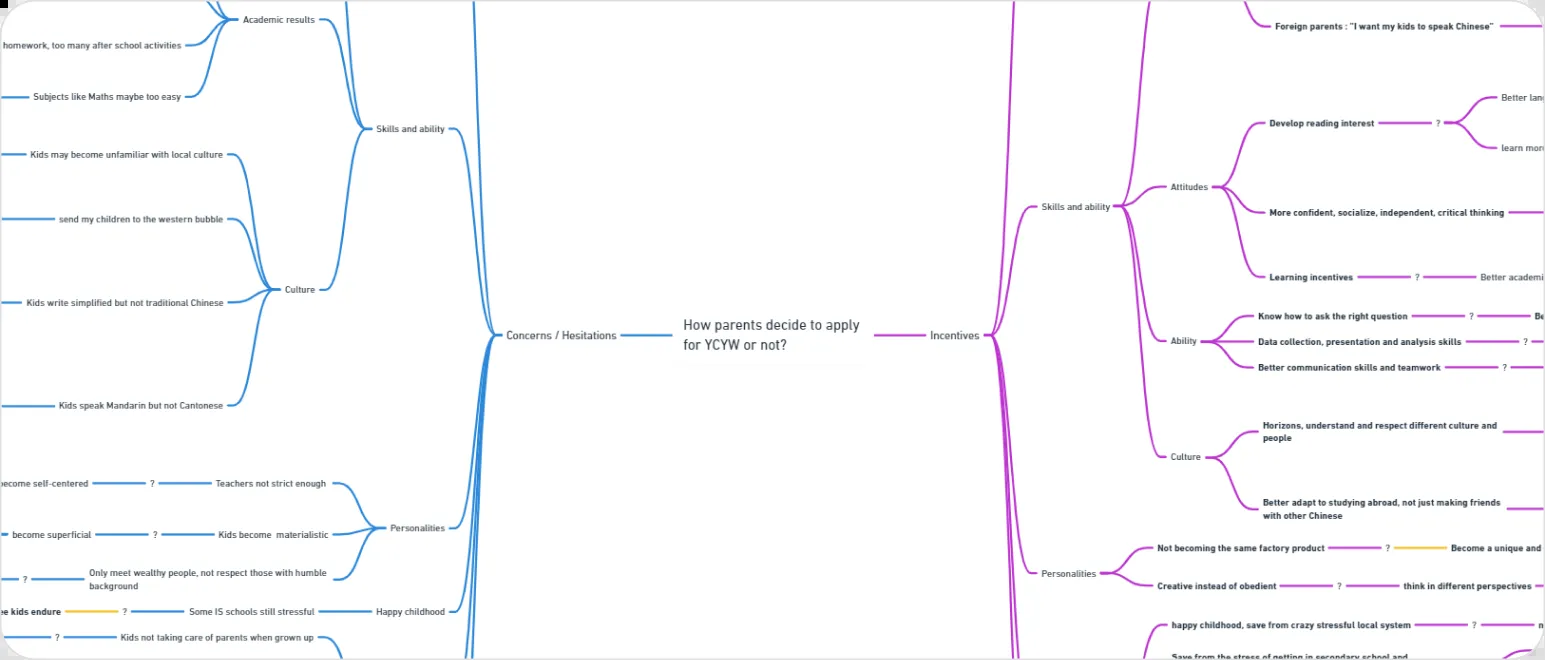 Academic results
homework, too many after school activities
Subjects like Maths maybe too easy
Skills and ability
Kids may become unfamiliar with local culture
send my children to the western bubble
Culture
Kids write simplified but not traditional Chinese
Kids speak Mandarin but not Cantonese
Concerns / Hesitations
become self-centered
?
Teachers not strict enough
become superficial
?
Kids become materialistic
Personalities
?
Only meet wealthy people, not respect those with humble
background
kids endure
?
Some IS schools still stressful
Happy childhood
?
Kids not taking care of parents when grown up
How parents decide to apply
for YCYW or not?
Incentives
Foreign parents : "I want my kids to speak Chinese"
Skills and ability
Attitudes
Develop reading interest
?
Better
learn
More confident, socialize, independent, critical thinking
Learning incentives
?
Better
Ability
Know how to ask the right question
?
Data collection, presentation and analysis skills
?
Better communication skills and teamwork
?
Culture
Horizons, understand and respect different culture and
people
Better adapt to studying abroad, not just making friends
with other Chinese
Personalities
Not becoming the same factory product
?
Become a unique and
Creative instead of obedient
?
think in different perspectives
happy childhood, save from crazy stressful local system
?
Save from the stress of getting in secondary school and